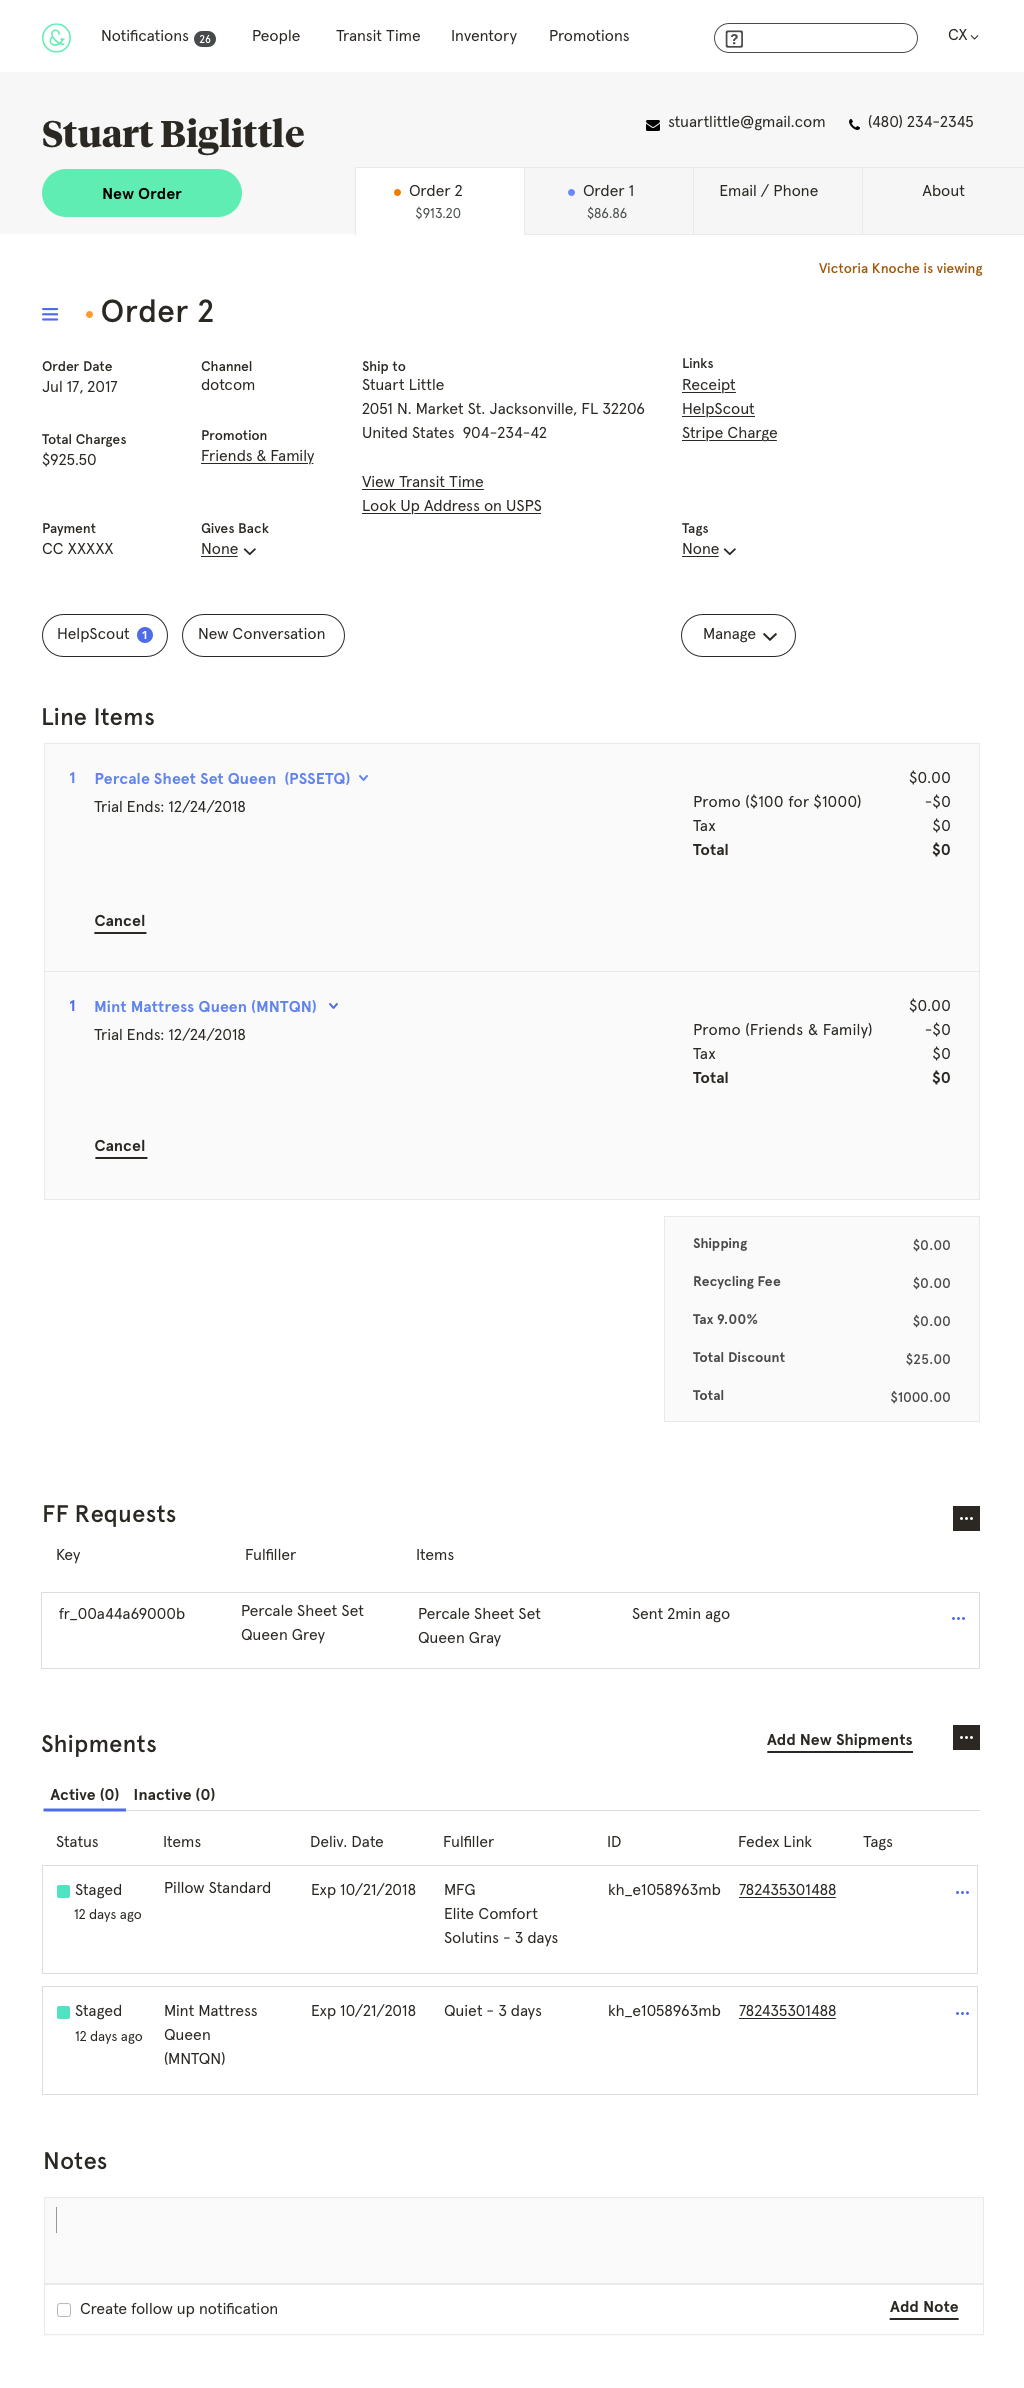 &
Notifications 26
People
Transit Time
Inventory
Promotions
?
CX
Stuart Biglittle
stuartlittle@gmail.com
(480) 234-2345
New Order
Order 2
$913.20
Order 1
$86.86
Email / Phone
About
Victoria Knoche is viewing
Order 2
Order Date
Jul 17, 2017
Channel
dotcom
Ship to
Stuart Little
2051 N. Market St. Jacksonville, FL 32206
United States  904-234-42
Links
Receipt
HelpScout
Stripe Charge
Total Charges
$925.50
Promotion
Friends & Family
View Transit Time
Look Up Address on USPS
Payment
CC XXXXX
Gives Back
None
Tags
None
HelpScout 1
New Conversation
Manage
Line Items
1 Percale Sheet Set Queen  (PSSETQ)
Trial Ends: 12/24/2018
$0.00
Promo ($100 for $1000) -$0
Tax $0
Total $0
Cancel
1 Mint Mattress Queen (MNTQN)
Trial Ends: 12/24/2018
$0.00
Promo (Friends & Family) -$0
Tax $0
Total $0
Cancel
Shipping $0.00
Recycling Fee $0.00
Tax 9.00% $0.00
Total Discount $25.00
Total $1000.00
FF Requests
Key Fulfiller Items
fr_00a44a69000b
Percale Sheet Set
Queen Grey
Percale Sheet Set
Queen Gray
Sent 2min ago
Shipments
Add New Shipments
Active (0) Inactive (0)
Status Items Deliv. Date Fulfiller ID Fedex Link Tags
Staged
12 days ago
Pillow Standard
Exp 10/21/2018
MFG
Elite Comfort
Solutins - 3 days
kh_e1058963mb
782435301488
Staged
12 days ago
Mint Mattress
Queen
(MNTQN)
Exp 10/21/2018
Quiet - 3 days
kh_e1058963mb
782435301488
Notes
Create follow up notification
Add Note